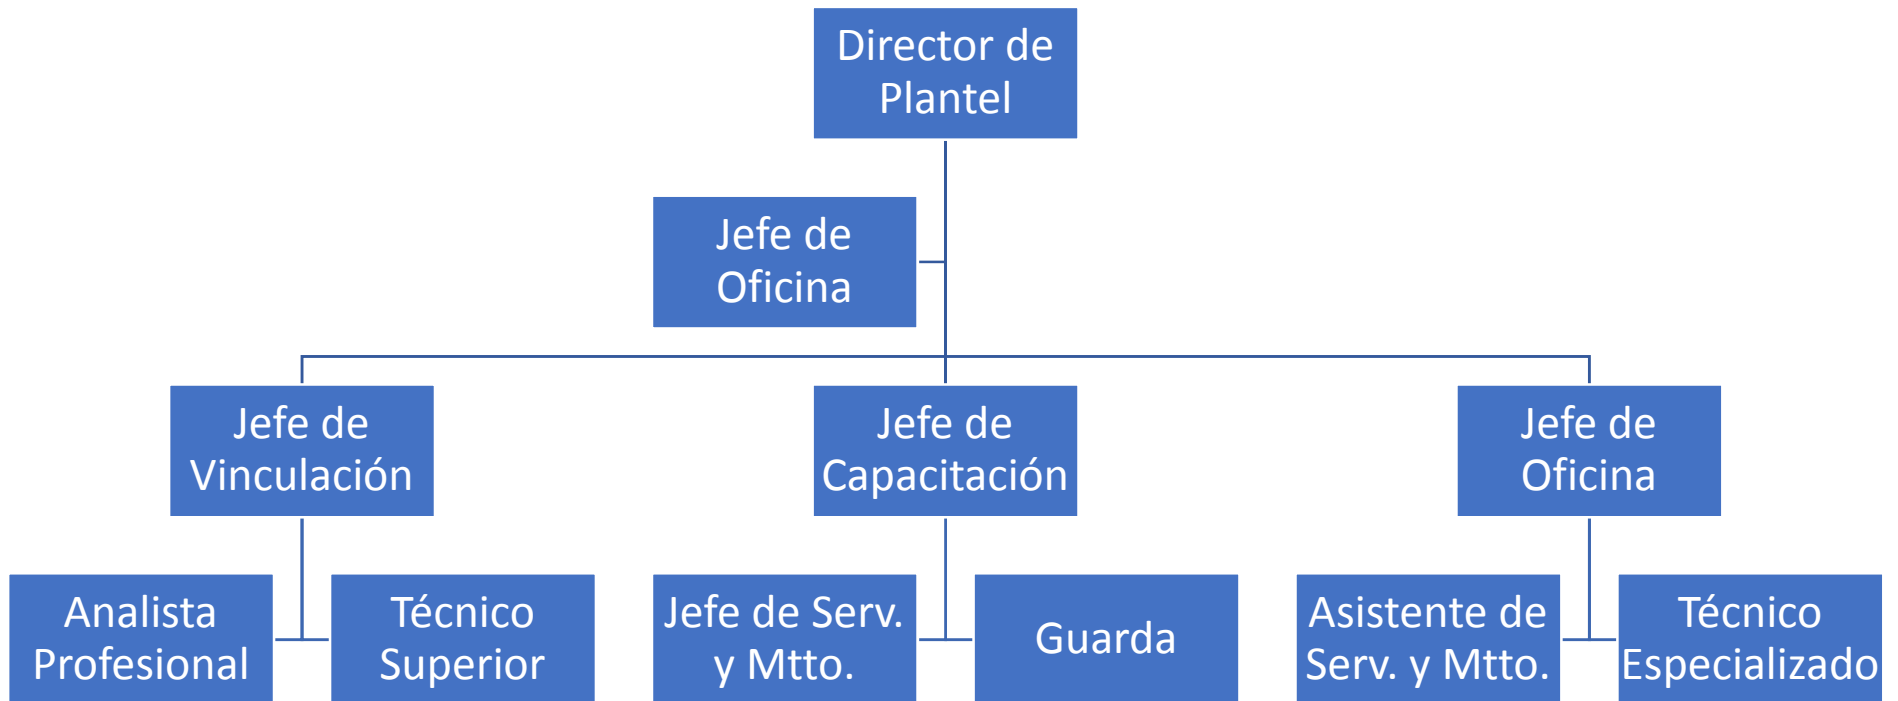 Director de
Plantel
Jefe de
Oficina
Jefe de
Vinculación
Jefe de
Capacitación
Jefe de
Oficina
Analista
Profesional
Técnico
Superior
Jefe de Serv.
y Mtto.
Guarda
Asistente de
Serv. y Mtto.
Técnico
Especializado